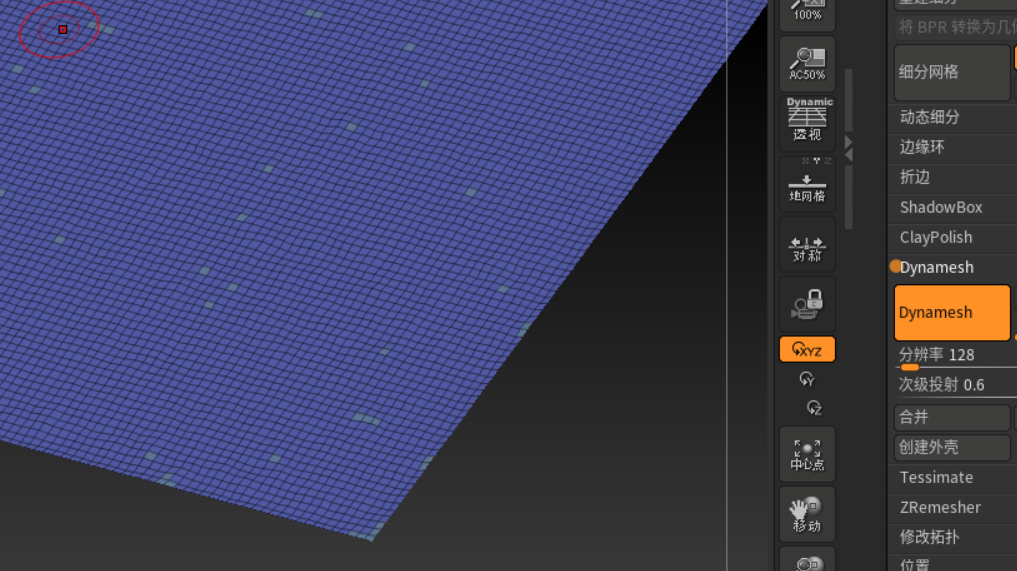 100%
AC50%
Dynamic
透视
X Y Z
地网格
对称
XYZ
Y
Z
中心点
移动
重建细分
将 BPR 转换为几
细分网格
动态细分
边缘环
折边
ShadowBox
ClayPolish
Dynamesh
Dynamesh
分辨率 128
次级投射 0.6
合并
创建外壳
Tessimate
ZRemesher
修改拓扑
位置